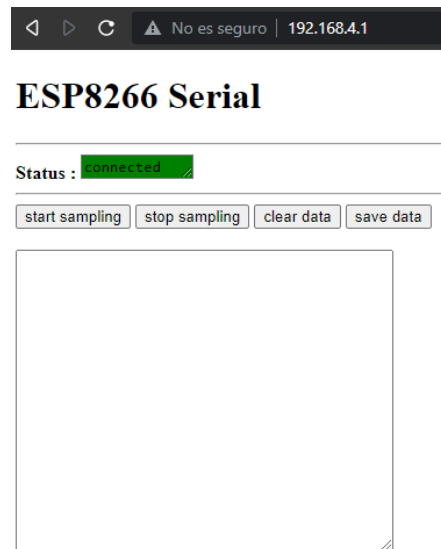 No es seguro | 192.168.4.1
ESP8266 Serial
Status : connected
start sampling stop sampling clear data save data